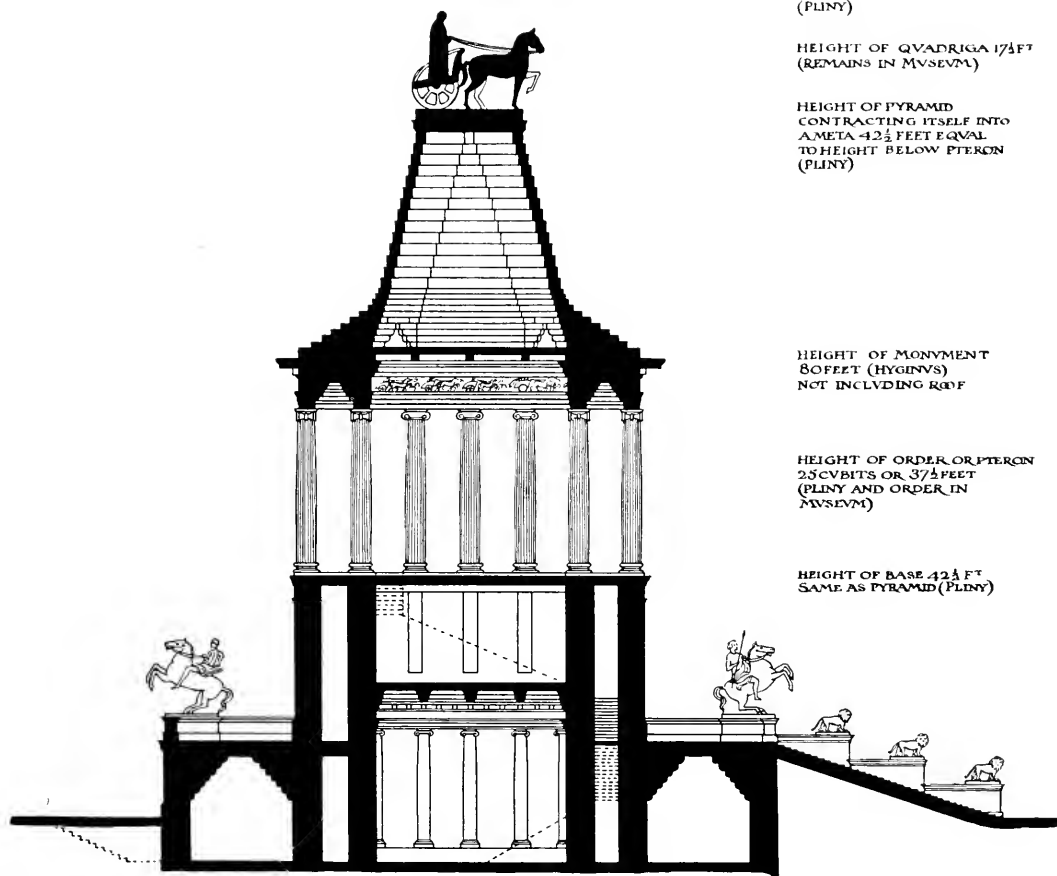 (PLINY)
HEIGHT OF QVADRIGA 17½ FT
(REMAINS IN MVSEVM)
HEIGHT OF PYRAMID
CONTRACTING ITSELF INTO
A META 42½ FEET EQVAL
TO HEIGHT BELOW PTERON
(PLINY)
HEIGHT OF MONVMENT
80 FEET (HYGINVS)
NOT INCLVDING ROOF
HEIGHT OF ORDER OR PTERON
25 CVBITS OR 37½ FEET
(PLINY AND ORDER IN
MVSEVM)
HEIGHT OF BASE 42½ FT
SAME AS PYRAMID (PLINY)